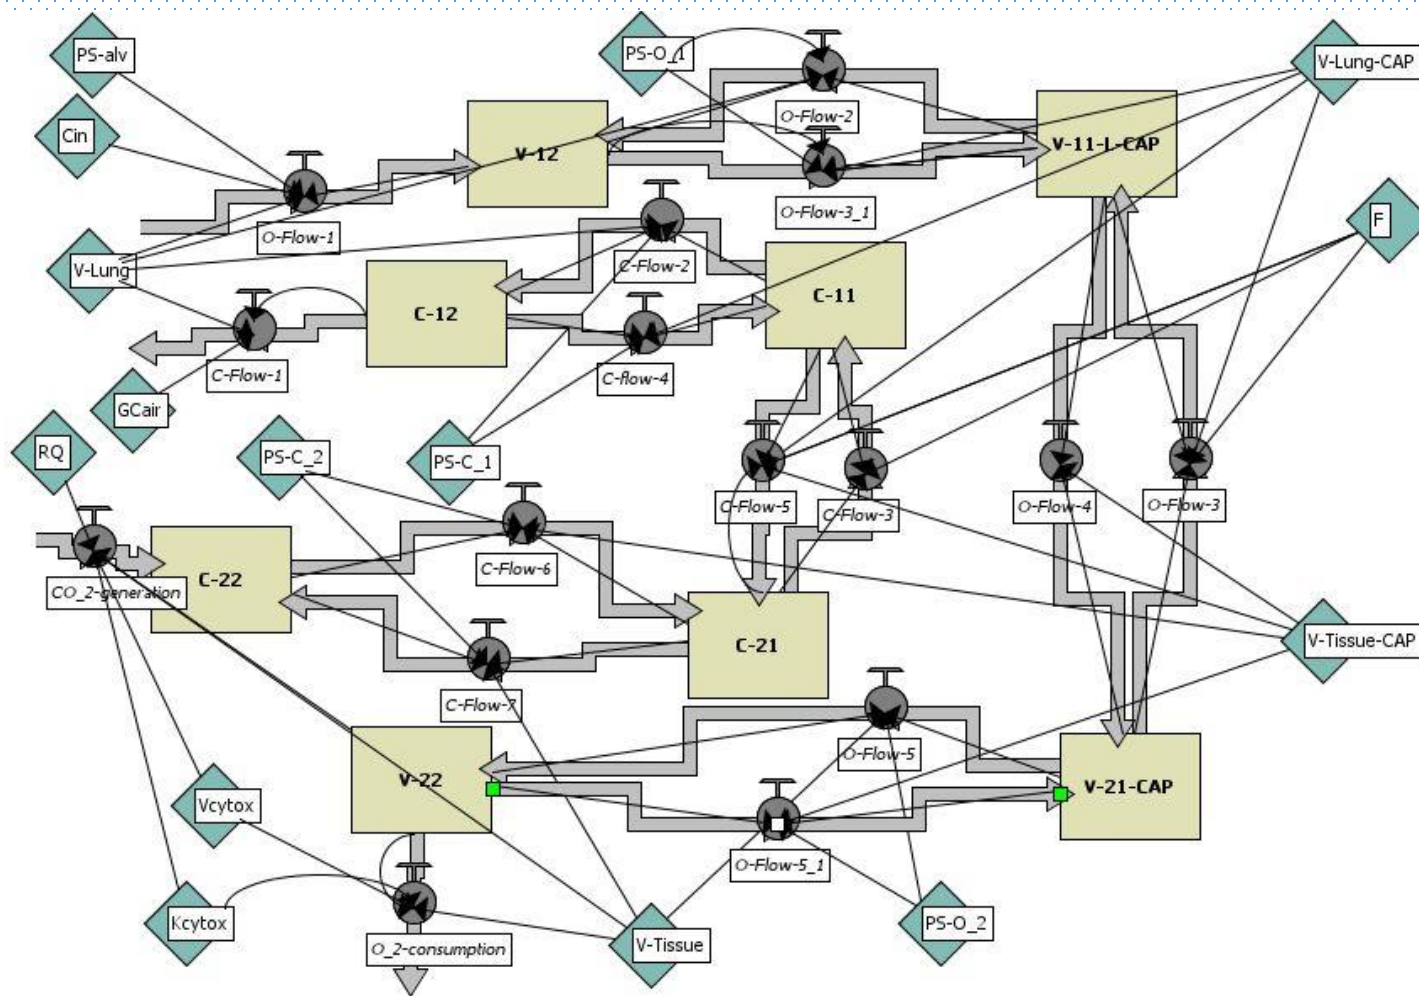 PS-alv
PS-O_1
V-Lung-CAP
Cin
O-Flow-2
V-12
V-11-L-CAP
O-Flow-3_1
F
O-Flow-1
V-Lung
C-Flow-2
C-11
C-12
C-Flow-1
C-flow-4
GCair
RQ
PS-C_2
PS-C_1
C-Flow-5
C-Flow-3
O-Flow-4
O-Flow-3
C-Flow-6
C-22
CO_2-generation
C-21
V-Tissue-CAP
C-Flow-7
O-Flow-5
V-22
V-21-CAP
Vcytox
O-Flow-5_1
Kcytox
PS-O_2
V-Tissue
O_2-consumption